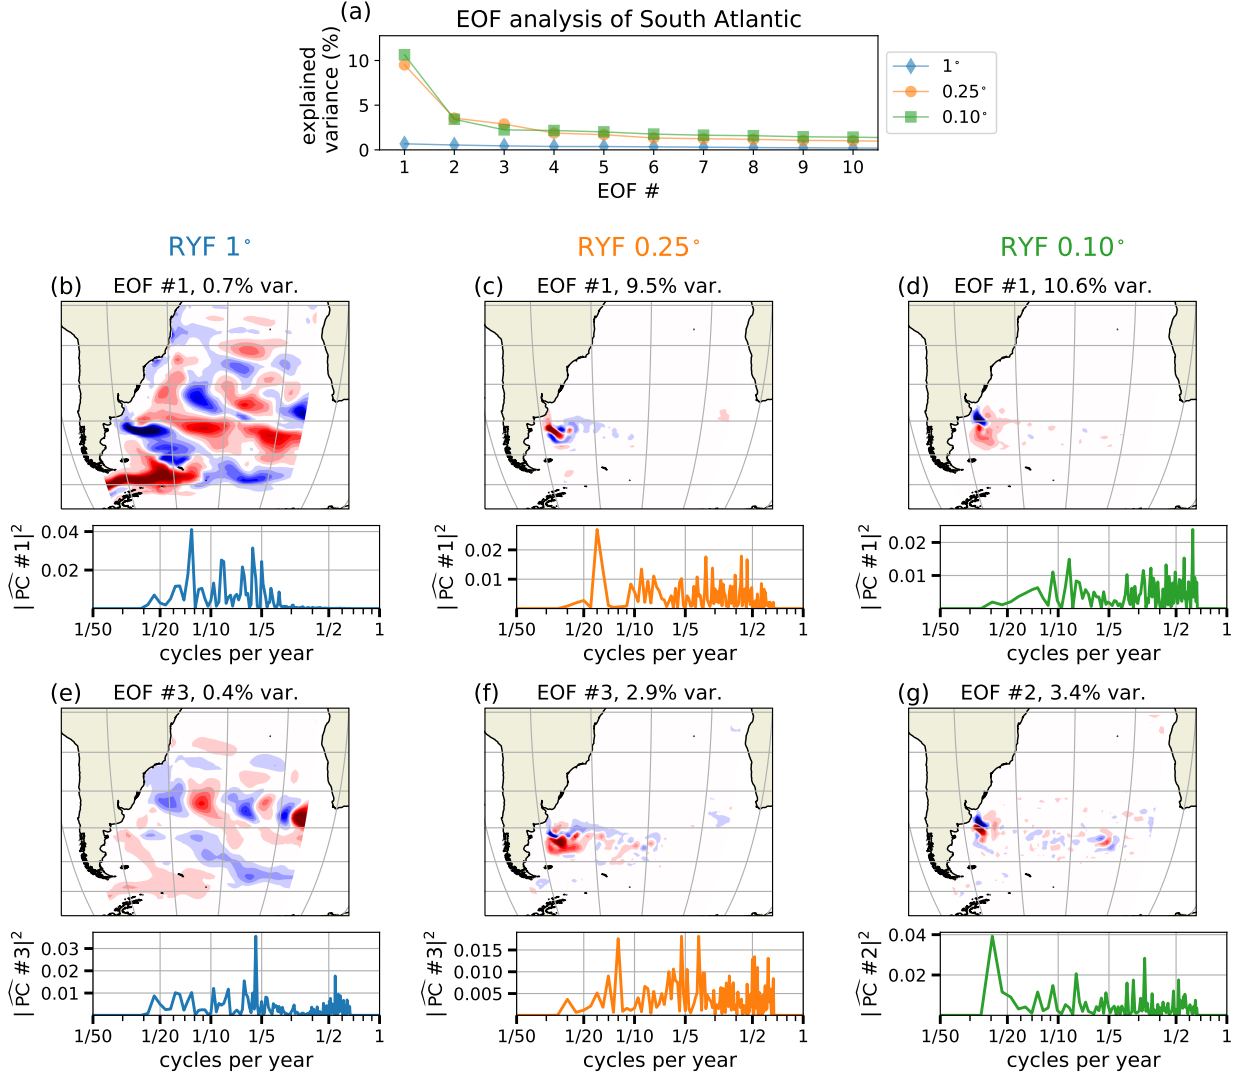 (a) EOF analysis of South Atlantic
explained
variance (%)
10
5
0
1 2 3 4 5 6 7 8 9 10
EOF #
1°
0.25°
0.10°
RYF 1° RYF 0.25° RYF 0.10°
(b) EOF #1, 0.7% var.
(c) EOF #1, 9.5% var.
(d) EOF #1, 10.6% var.
|P̂C #1|²
0.04
0.02
1/50 1/20 1/10 1/5 1/2 1
cycles per year
|P̂C #1|²
0.02
0.01
1/50 1/20 1/10 1/5 1/2 1
cycles per year
|P̂C #1|²
0.02
0.01
1/50 1/20 1/10 1/5 1/2 1
cycles per year
(e) EOF #3, 0.4% var.
(f) EOF #3, 2.9% var.
(g) EOF #2, 3.4% var.
|P̂C #3|²
0.03
0.02
0.01
1/50 1/20 1/10 1/5 1/2 1
cycles per year
|P̂C #3|²
0.015
0.010
0.005
1/50 1/20 1/10 1/5 1/2 1
cycles per year
|P̂C #2|²
0.04
0.02
1/50 1/20 1/10 1/5 1/2 1
cycles per year